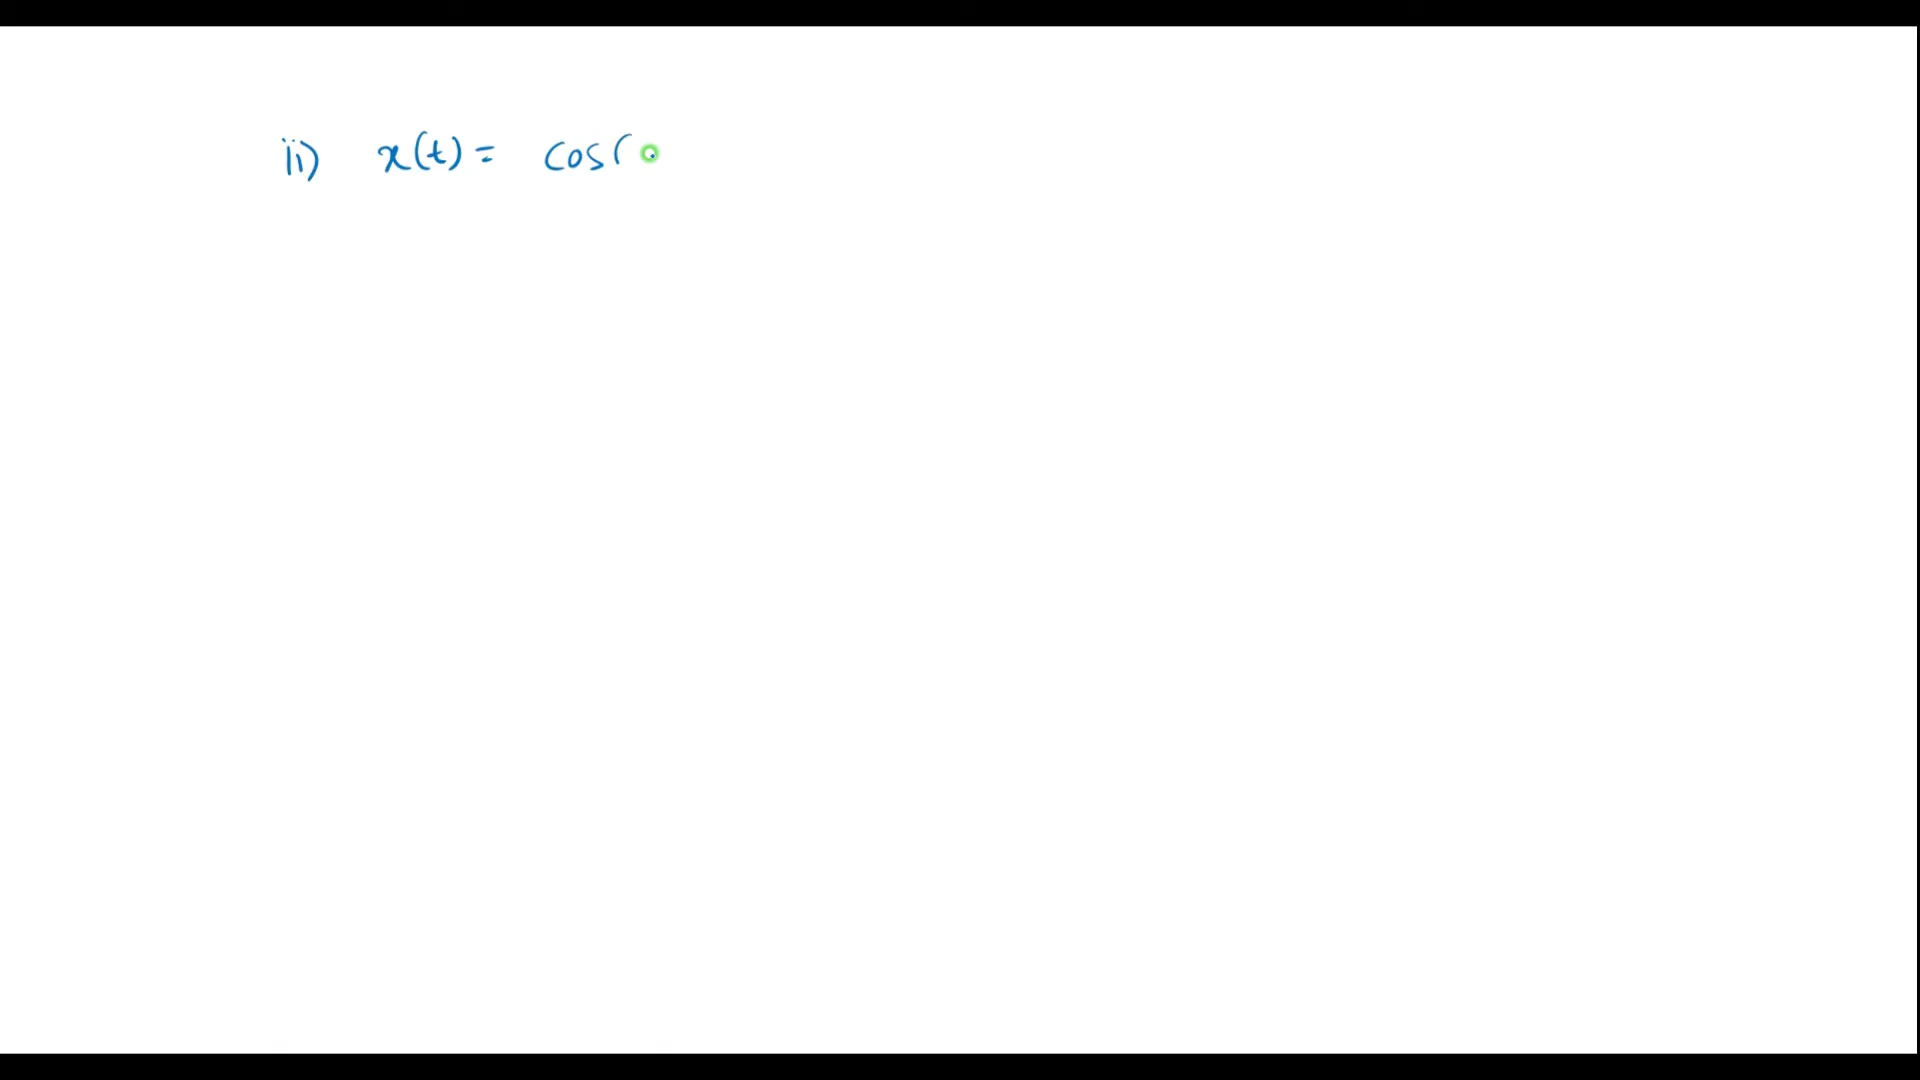 ii) x(t) = cos(